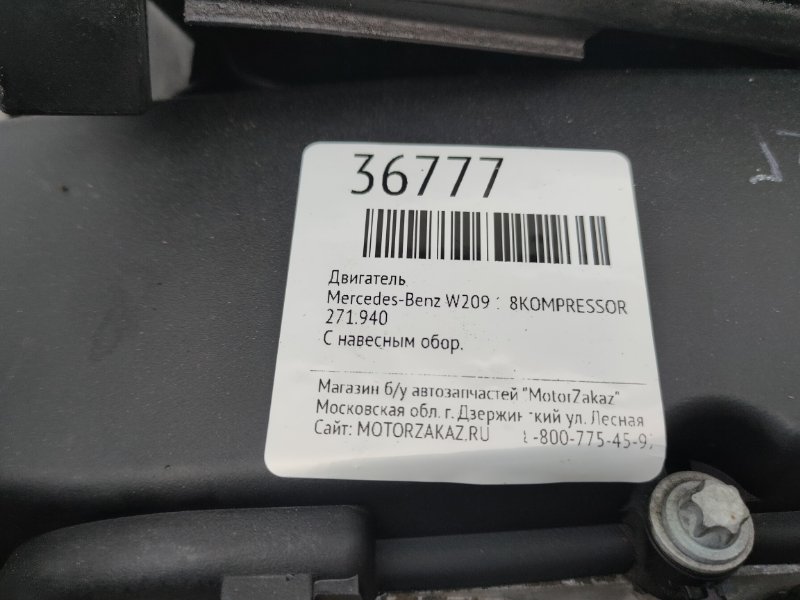 36777
Двигатель
Mercedes-Benz W209 8KOMPRESSOR
271.940
С навесным обор.
Магазин б/у автозапчастей "MotorZakaz"
Московская обл. г. ул. Лесная
Сайт: MOTORZAKAZ.RU -800-775-45-9